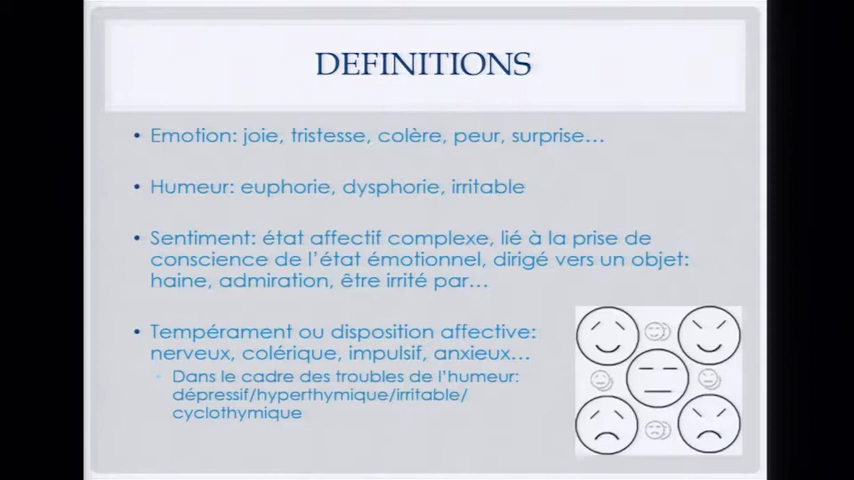 DEFINITIONS
• Emotion: joie, tristesse, colère, peur, surprise…
• Humeur: euphorie, dysphorie, irritable
• Sentiment: état affectif complexe, lié à la prise de
conscience de l'état émotionnel, dirigé vers un objet:
haine, admiration, être irrité par…
• Tempérament ou disposition affective:
nerveux, colérique, impulsif, anxieux…
◦ Dans le cadre des troubles de l'humeur:
dépressif/hyperthymique/irritable/
cyclothymique